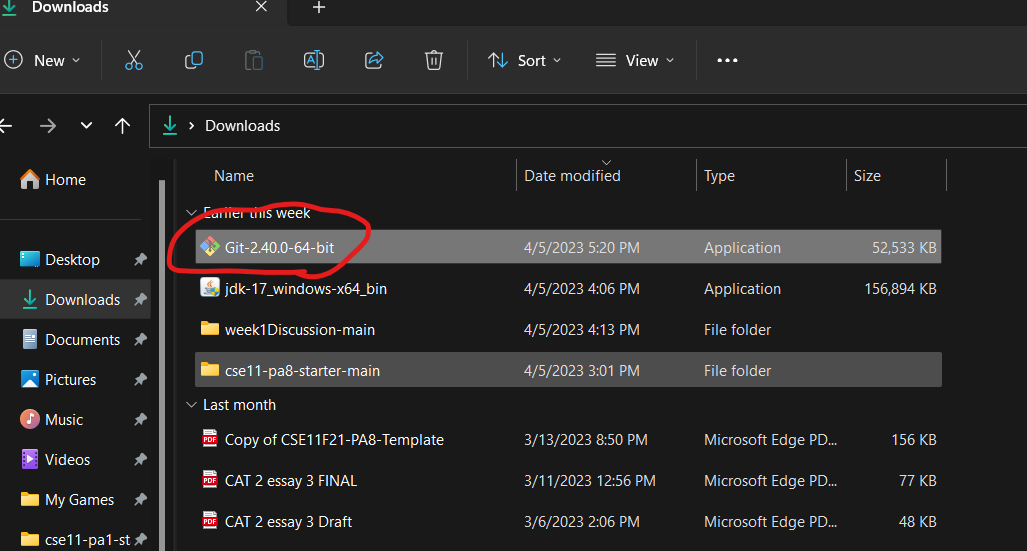 Downloads
New
Sort
View
Downloads
Home
Desktop
Downloads
Documents
Pictures
Music
Videos
My Games
cse11-pa1-st
Name Date modified Type Size
Earlier this week
Git-2.40.0-64-bit 4/5/2023 5:20 PM Application 52,533 KB
jdk-17_windows-x64_bin 4/5/2023 4:06 PM Application 156,894 KB
week1Discussion-main 4/5/2023 4:13 PM File folder
cse11-pa8-starter-main 4/5/2023 3:01 PM File folder
Last month
Copy of CSE11F21-PA8-Template 3/13/2023 8:50 PM Microsoft Edge PD... 156 KB
CAT 2 essay 3 FINAL 3/11/2023 12:56 PM Microsoft Edge PD... 77 KB
CAT 2 essay 3 Draft 3/6/2023 2:06 PM Microsoft Edge PD... 48 KB